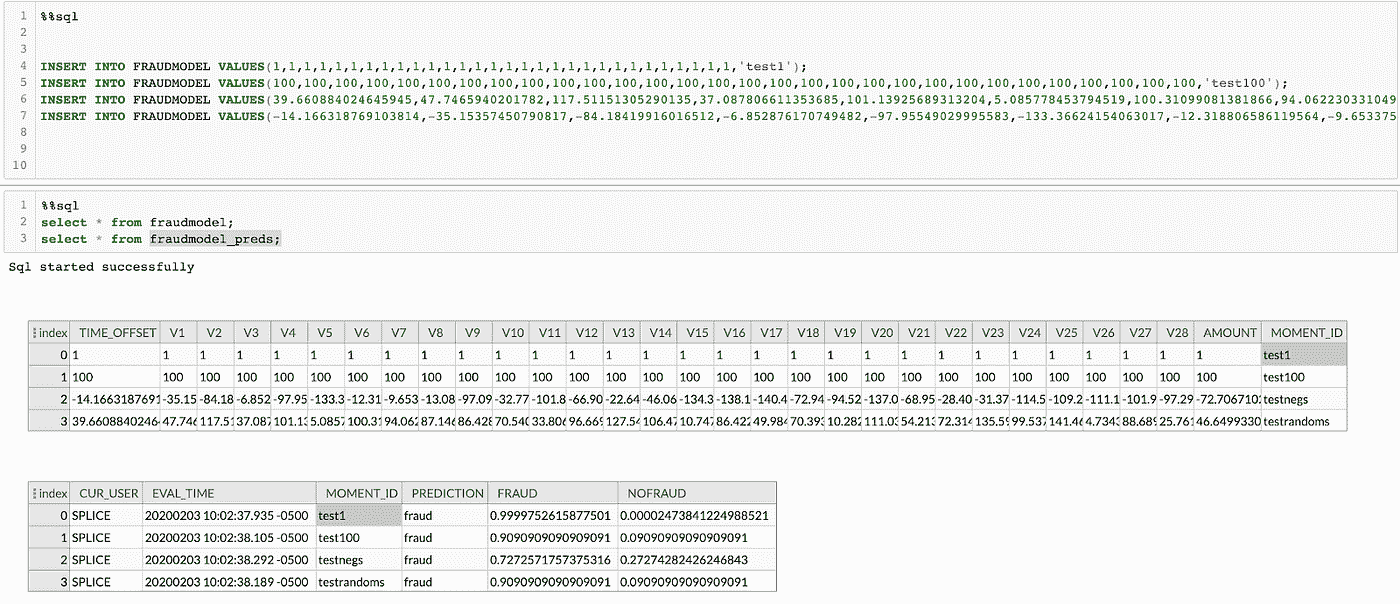 1 %%sql
2
3
4 INSERT INTO FRAUDMODEL VALUES(1,1,1,1,1,1,1,1,1,1,1,1,1,1,1,1,1,1,1,1,1,1,1,1,1,1,1,1,1,1,'test1');
5 INSERT INTO FRAUDMODEL VALUES(100,100,100,100,100,100,100,100,100,100,100,100,100,100,100,100,100,100,100,100,100,100,100,100,100,100,100,100,100,100,'test100');
6 INSERT INTO FRAUDMODEL VALUES(39.660884024645945,47.7465940201782,117.51151305290135,37.087806611353685,101.13925689313204,5.085778453794519,100.31099081381866,94.062230331049
7 INSERT INTO FRAUDMODEL VALUES(-14.166318769103814,-35.15357450790817,-84.18419916016512,-6.852876170749482,-97.95549029995583,-133.36624154063017,-12.318806586119564,-9.653375
8
9
10
1 %%sql
2 select * from fraudmodel;
3 select * from fraudmodel_preds;
Sql started successfully
index TIME_OFFSET V1 V2 V3 V4 V5 V6 V7 V8 V9 V10 V11 V12 V13 V14 V15 V16 V17 V18 V19 V20 V21 V22 V23 V24 V25 V26 V27 V28 AMOUNT MOMENT_ID
0 1 1 1 1 1 1 1 1 1 1 1 1 1 1 1 1 1 1 1 1 1 1 1 1 1 1 1 1 1 1 test1
1 100 100 100 100 100 100 100 100 100 100 100 100 100 100 100 100 100 100 100 100 100 100 100 100 100 100 100 100 100 100 test100
2 -14.1663187691 -35.15 -84.18 -6.852 -97.95 -133.3 -12.31 -9.653 -13.08 -97.09 -32.77 -101.8 -66.90 -22.64 -46.06 -134.3 -138.1 -140.4 -72.94 -94.52 -137.0 -68.95 -28.40 -31.37 -114.5 -109.2 -111.1 -101.9 -97.29 -72.706710 testnegs
3 39.6608840246 47.746 117.51 37.087 101.13 5.0857 100.31 94.062 87.146 86.428 70.540 33.806 96.669 127.54 106.47 10.747 86.422 49.984 70.393 10.282 111.03 54.213 72.314 135.59 99.537 141.46 4.7343 88.689 25.761 46.6499330 testrandoms
index CUR_USER EVAL_TIME MOMENT_ID PREDICTION FRAUD NOFRAUD
0 SPLICE 20200203 10:02:37.935 -0500 test1 fraud 0.9999752615877501 0.00002473841224988521
1 SPLICE 20200203 10:02:38.105 -0500 test100 fraud 0.9090909090909091 0.0909090909090909091
2 SPLICE 20200203 10:02:38.292 -0500 testnegs fraud 0.7272571757375316 0.27274282426246843
3 SPLICE 20200203 10:02:38.189 -0500 testrandoms fraud 0.9090909090909091 0.09090909090909091